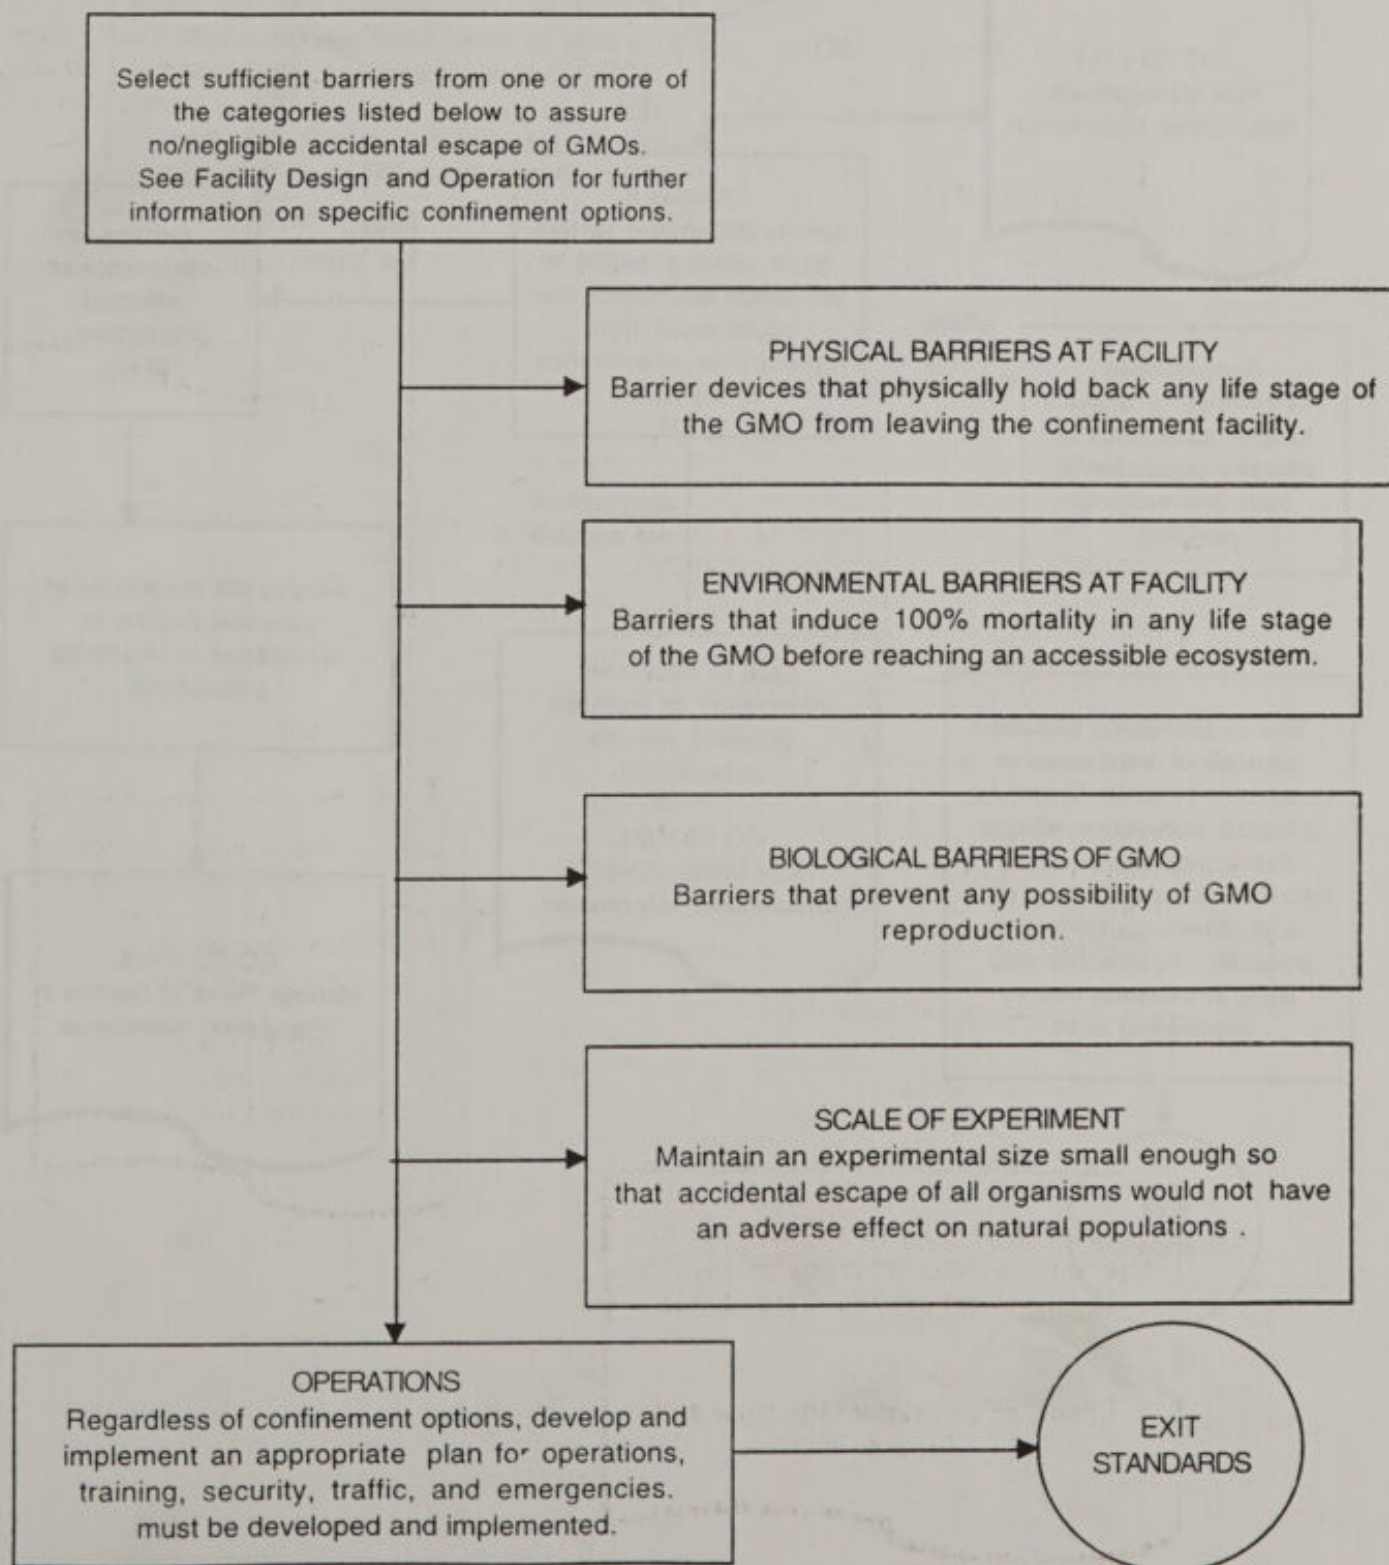 Select sufficient barriers from one or more of
the categories listed below to assure
no/negligible accidental escape of GMOs.
See Facility Design and Operation for further
information on specific confinement options.
PHYSICAL BARRIERS AT FACILITY
Barrier devices that physically hold back any life stage of
the GMO from leaving the confinement facility.
ENVIRONMENTAL BARRIERS AT FACILITY
Barriers that induce 100% mortality in any life stage
of the GMO before reaching an accessible ecosystem.
BIOLOGICAL BARRIERS OF GMO
Barriers that prevent any possibility of GMO
reproduction.
SCALE OF EXPERIMENT
Maintain an experimental size small enough so
that accidental escape of all organisms would not have
an adverse effect on natural populations .
OPERATIONS
Regardless of confinement options, develop and
implement an appropriate plan for operations,
training, security, traffic, and emergencies.
must be developed and implemented.
EXIT
STANDARDS